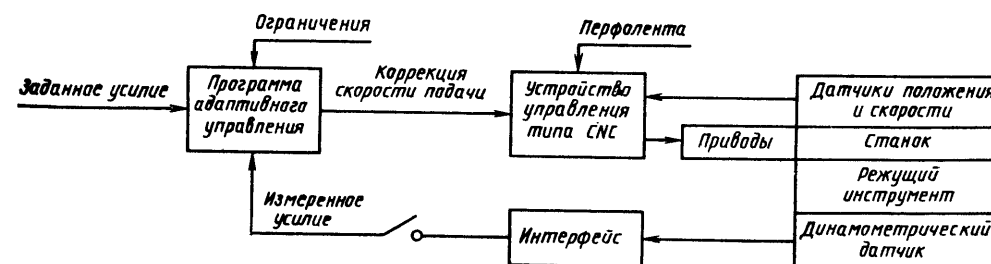 Ограничения
Перфолента
Заданное усилие
Программа
адаптивного
управления
Коррекция
скорости подачи
Устройство
управления
типа CNC
Датчики положения
и скорости
Приводы
Станок
Режущий
инструмент
Измеренное
усилие
Интерфейс
Динамометрический
датчик